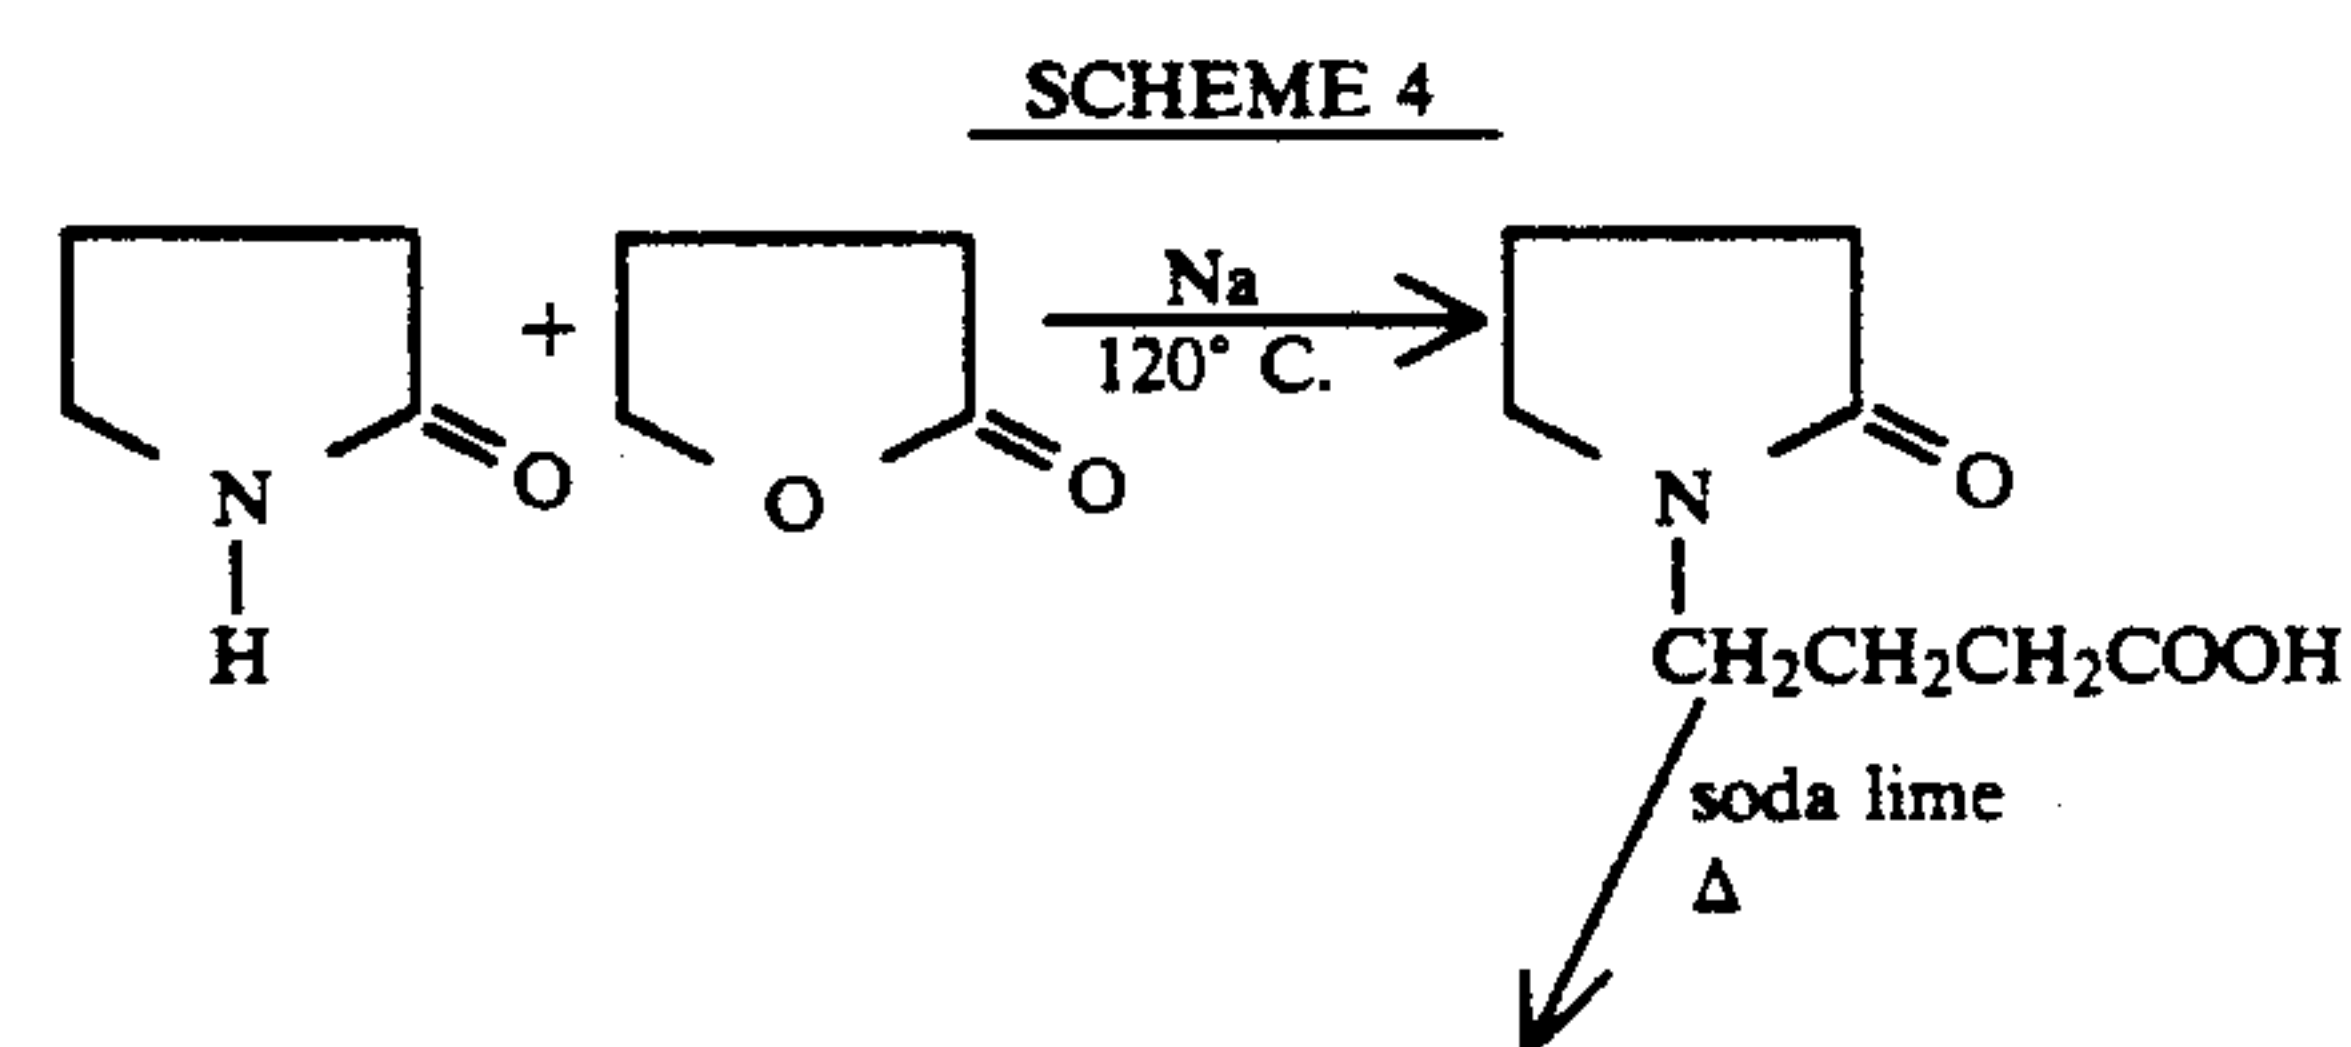 SCHEME 4
+
Na
120° C.
N
O
O
O
N
O
H
CH₂CH₂CH₂COOH
soda lime
Δ